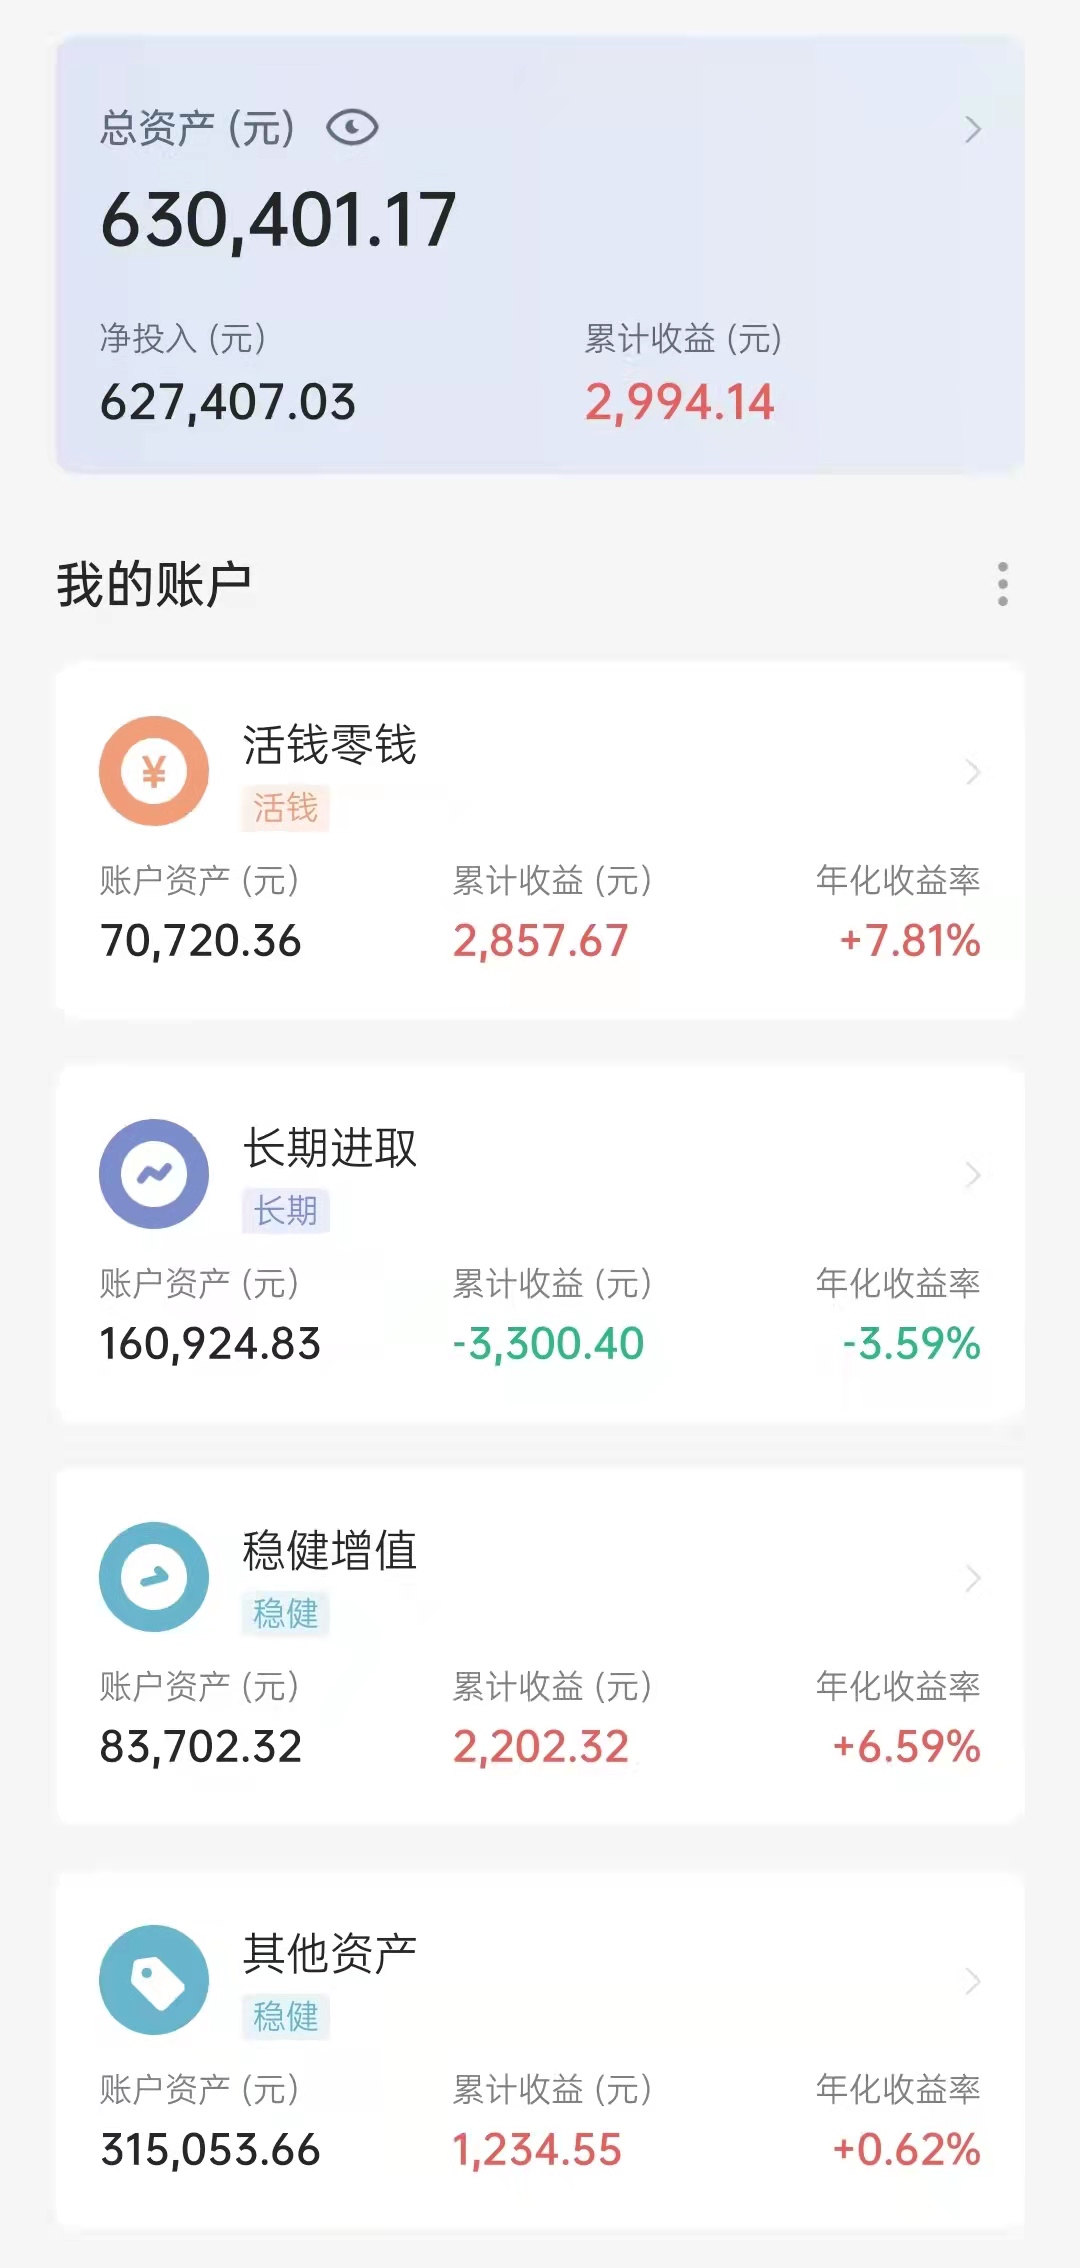 总资产 (元)
630,401.17
净投入 (元) 累计收益 (元)
627,407.03 2,994.14
我的账户
¥ 活钱零钱
活钱
账户资产 (元) 累计收益 (元) 年化收益率
70,720.36 2,857.67 +7.81%
长期进取
长期
账户资产 (元) 累计收益 (元) 年化收益率
160,924.83 -3,300.40 -3.59%
稳健增值
稳健
账户资产 (元) 累计收益 (元) 年化收益率
83,702.32 2,202.32 +6.59%
其他资产
稳健
账户资产 (元) 累计收益 (元) 年化收益率
315,053.66 1,234.55 +0.62%